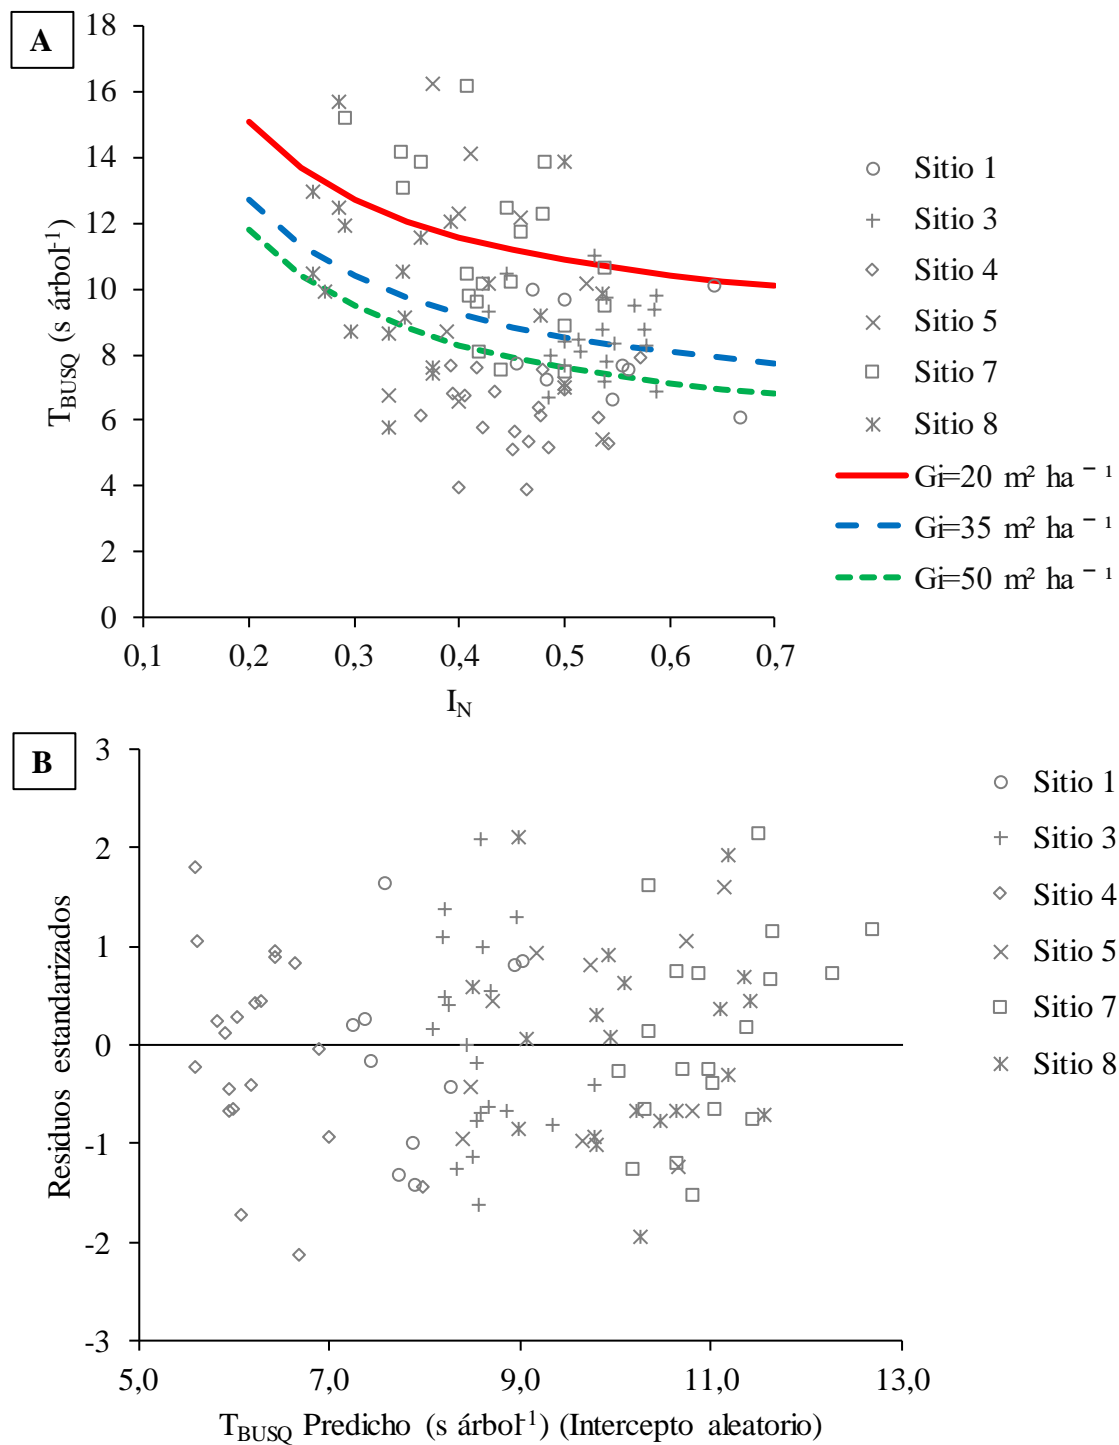 A
18
16
14
12
10
8
6
4
2
0
T_BUSQ (s árbol⁻¹)
0,1 0,2 0,3 0,4 0,5 0,6 0,7
I_N
Sitio 1
Sitio 3
Sitio 4
Sitio 5
Sitio 7
Sitio 8
Gi=20 m² ha ⁻ ¹
Gi=35 m² ha ⁻ ¹
Gi=50 m² ha ⁻ ¹
B
3
2
1
0
-1
-2
-3
Residuos estandarizados
5,0 7,0 9,0 11,0 13,0
T_BUSQ Predicho (s árbol⁻¹) (Intercepto aleatorio)
Sitio 1
Sitio 3
Sitio 4
Sitio 5
Sitio 7
Sitio 8